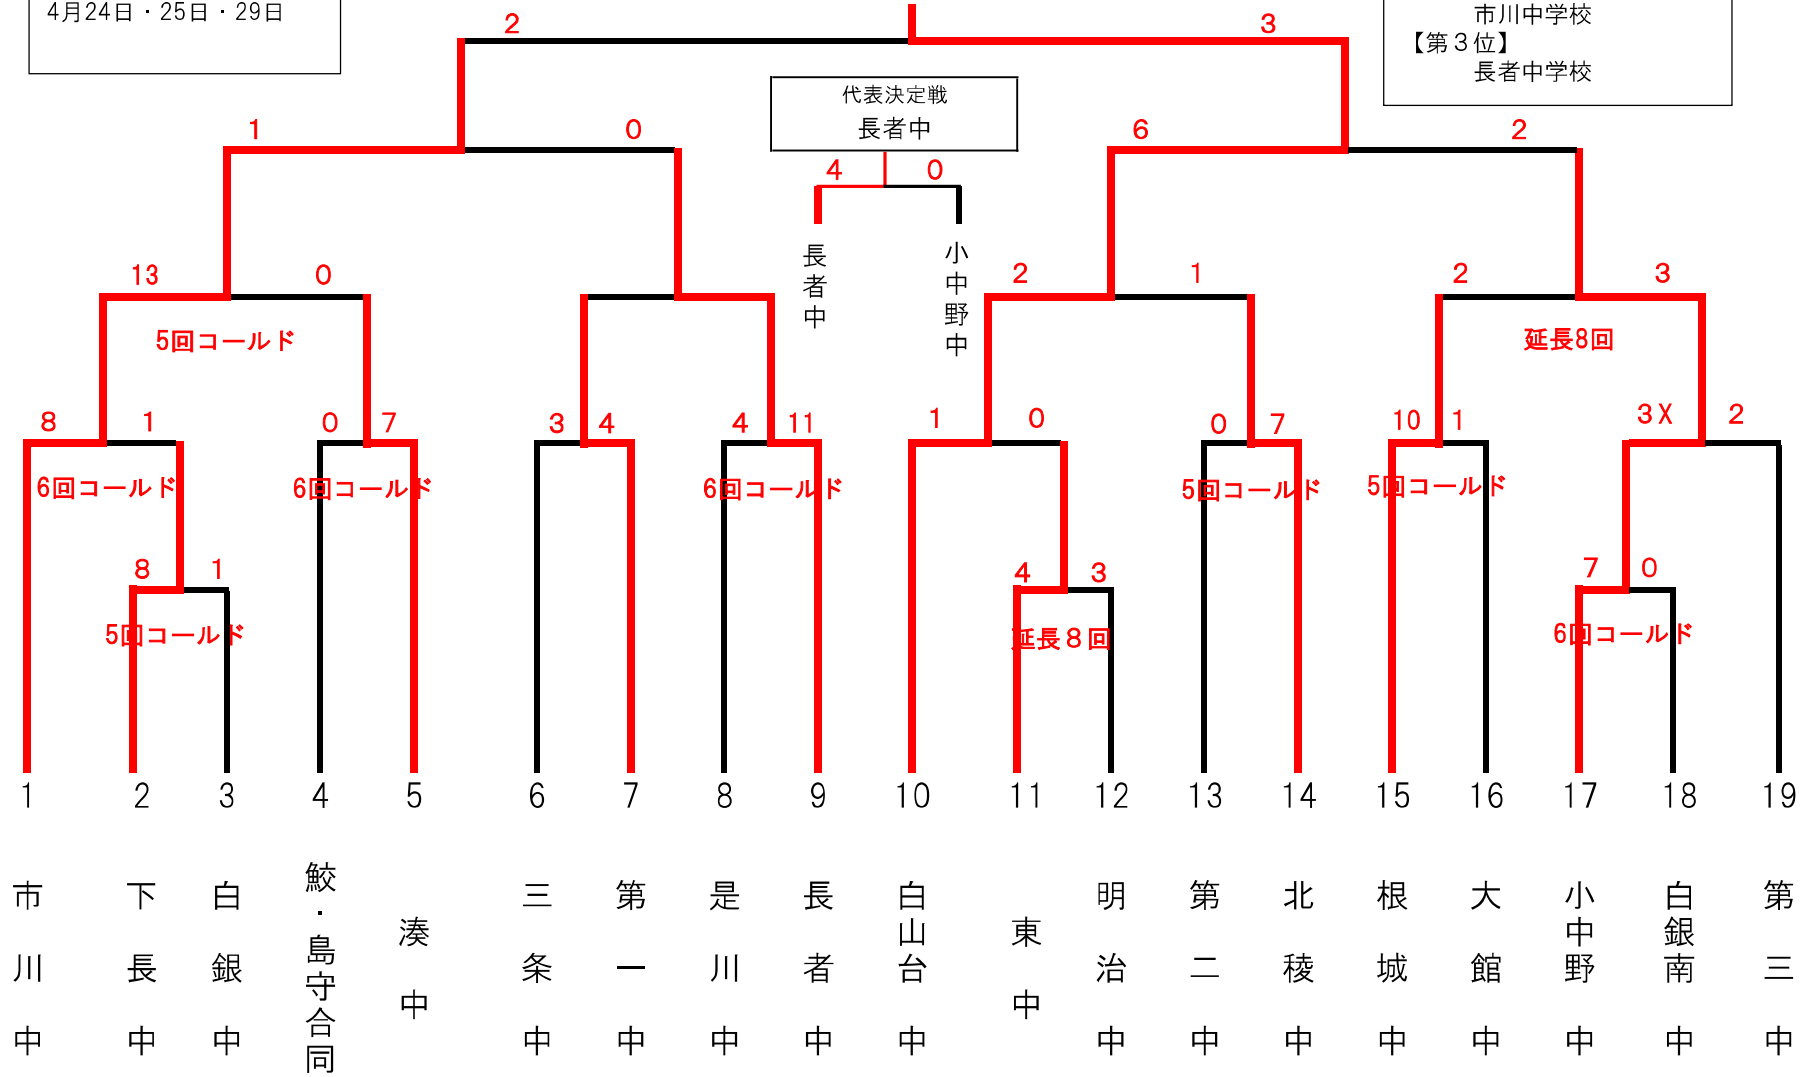 4月24日・25日・29日
市川中学校
【第３位】
長者中学校
2
3
代表決定戦
長者中
1
0
6
2
4
0
長者中
小中野中
13
0
2
1
2
3
5回コールド
延長8回
8
1
0
7
3
4
4
11
1
0
0
7
10
1
3X
2
6回コールド
6回コールド
6回コールド
5回コールド
5回コールド
8
1
4
3
7
0
5回コールド
延長８回
6回コールド
1
2
3
4
5
6
7
8
9
10
11
12
13
14
15
16
17
18
19
市川中
下長中
白銀中
鮫・島守合同
湊中
三条中
第一中
是川中
長者中
白山台中
東中
明治中
第二中
北稜中
根城中
大館中
小中野中
白銀南中
第三中